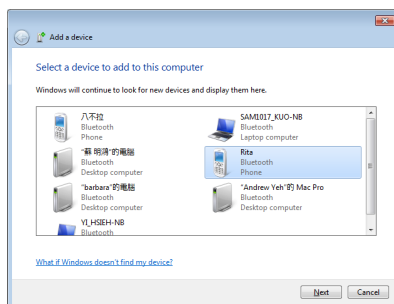 Add a device
Select a device to add to this computer
Windows will continue to look for new devices and display them here.
八不拉
Bluetooth
Phone
SAM1017_KUO-NB
Bluetooth
Laptop computer
"蘇 明鴻"的電腦
Bluetooth
Desktop computer
Rita
Bluetooth
Phone
"barbara"的電腦
Bluetooth
Desktop computer
"Andrew Yeh"的 Mac Pro
Bluetooth
Desktop computer
YI_HSIEH-NB
Bluetooth
What if Windows doesn't find my device?
Next
Cancel